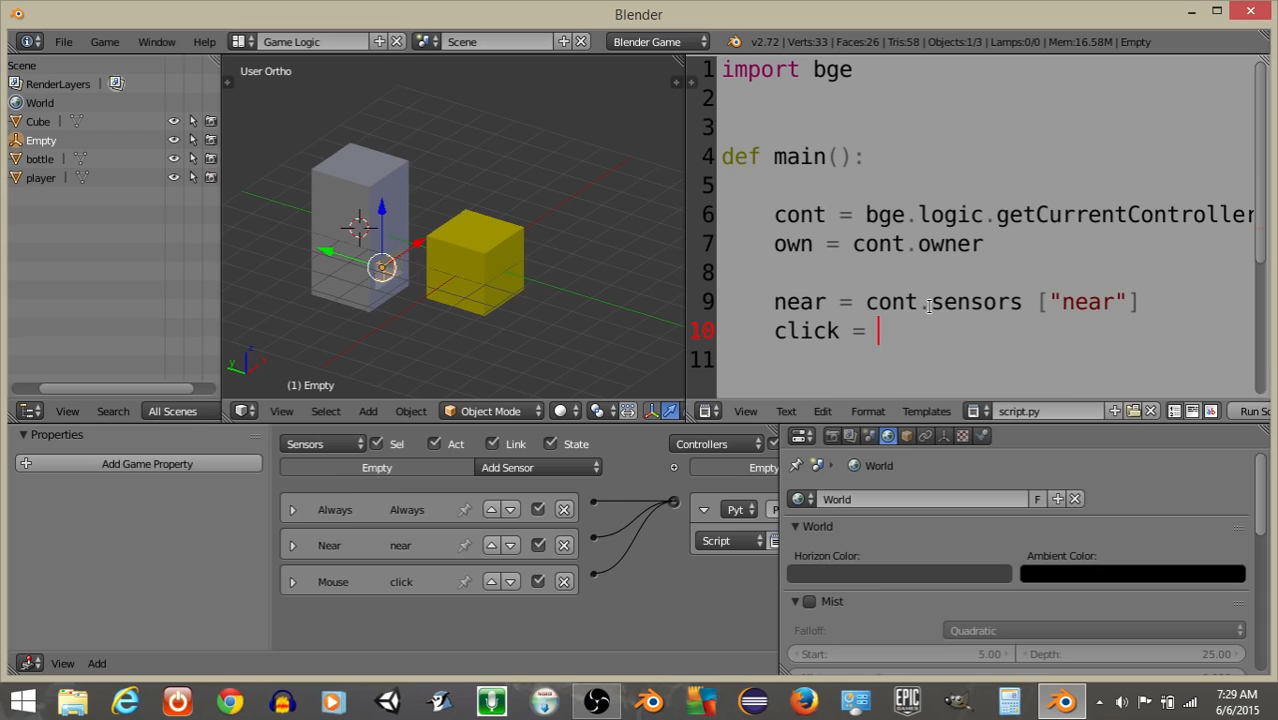 Blender
File Game Window Help Game Logic Scene Blender Game v2.72 | Verts:33 | Faces:26 | Tris:58 | Objects:1/3 | Lamps:0/0 | Mem:16.58M | Empty
Scene
RenderLayers
World
Cube
Empty
bottle
player
View Search All Scenes
User Ortho
z
y
x
(1) Empty
View Select Add Object Object Mode
1 import bge
2
3
4 def main():
5
6 cont = bge.logic.getCurrentController
7 own = cont.owner
8
9 near = cont.sensors ["near"]
10 click =
11
View Text Edit Format Templates script.py Run Sc
Properties
Add Game Property
Sensors Sel Act Link State Controllers
Empty Add Sensor Empty
Always Always
Near near
Mouse click
Pyt P
Script
View Add
World
World F
World
Horizon Color: Ambient Color:
Mist
Falloff: Quadratic
Start: 5.00 Depth: 25.00
EPIC GAMES
7:29 AM
6/6/2015